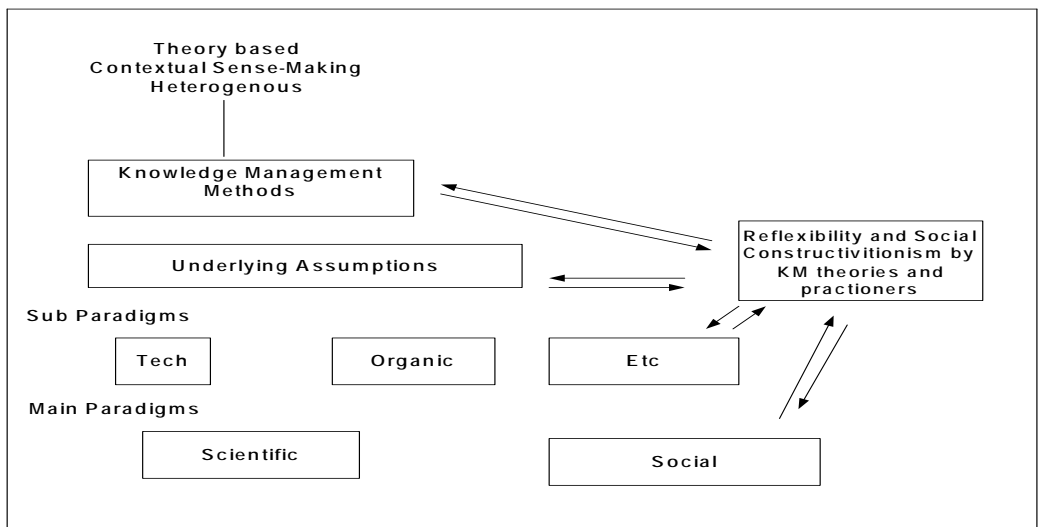 Theory based
Contextual Sense-Making
Heterogenous
Knowledge Management
Methods
Reflexibility and Social
Constructivitionism by
KM theories and
practioners
Underlying Assumptions
Sub Paradigms
Tech
Organic
Etc
Main Paradigms
Scientific
Social